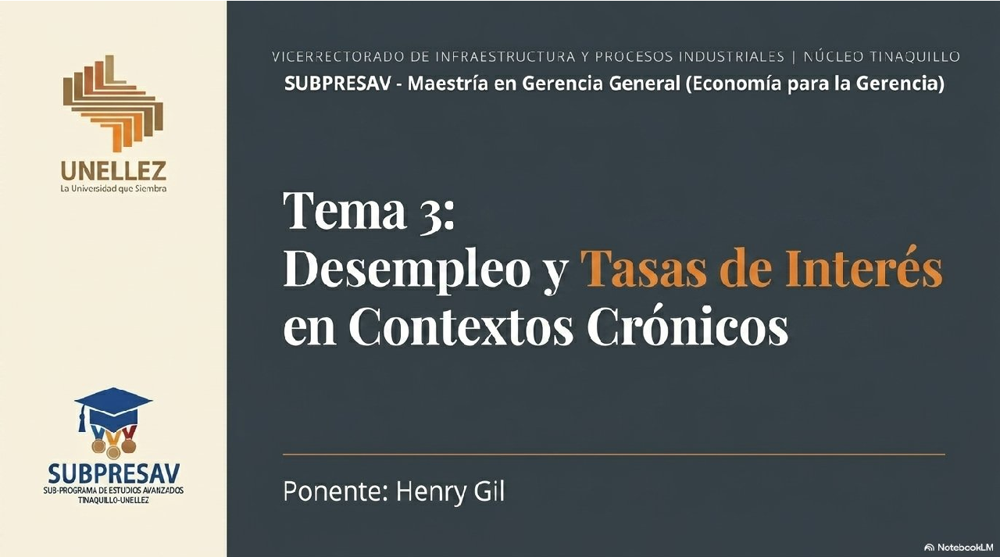 VICERRECTORADO DE INFRAESTRUCTURA Y PROCESOS INDUSTRIALES | NÚCLEO TINAQUILLO
SUBPRESAV - Maestría en Gerencia General (Economía para la Gerencia)
UNELLEZ
La Universidad que Siembra
Tema 3:
Desempleo y Tasas de Interés
en Contextos Crónicos
SUBPRESAV
SUB-PROGRAMA DE ESTUDIOS AVANZADOS
TINAQUILLO-UNELLEZ
Ponente: Henry Gil
NotebookLM